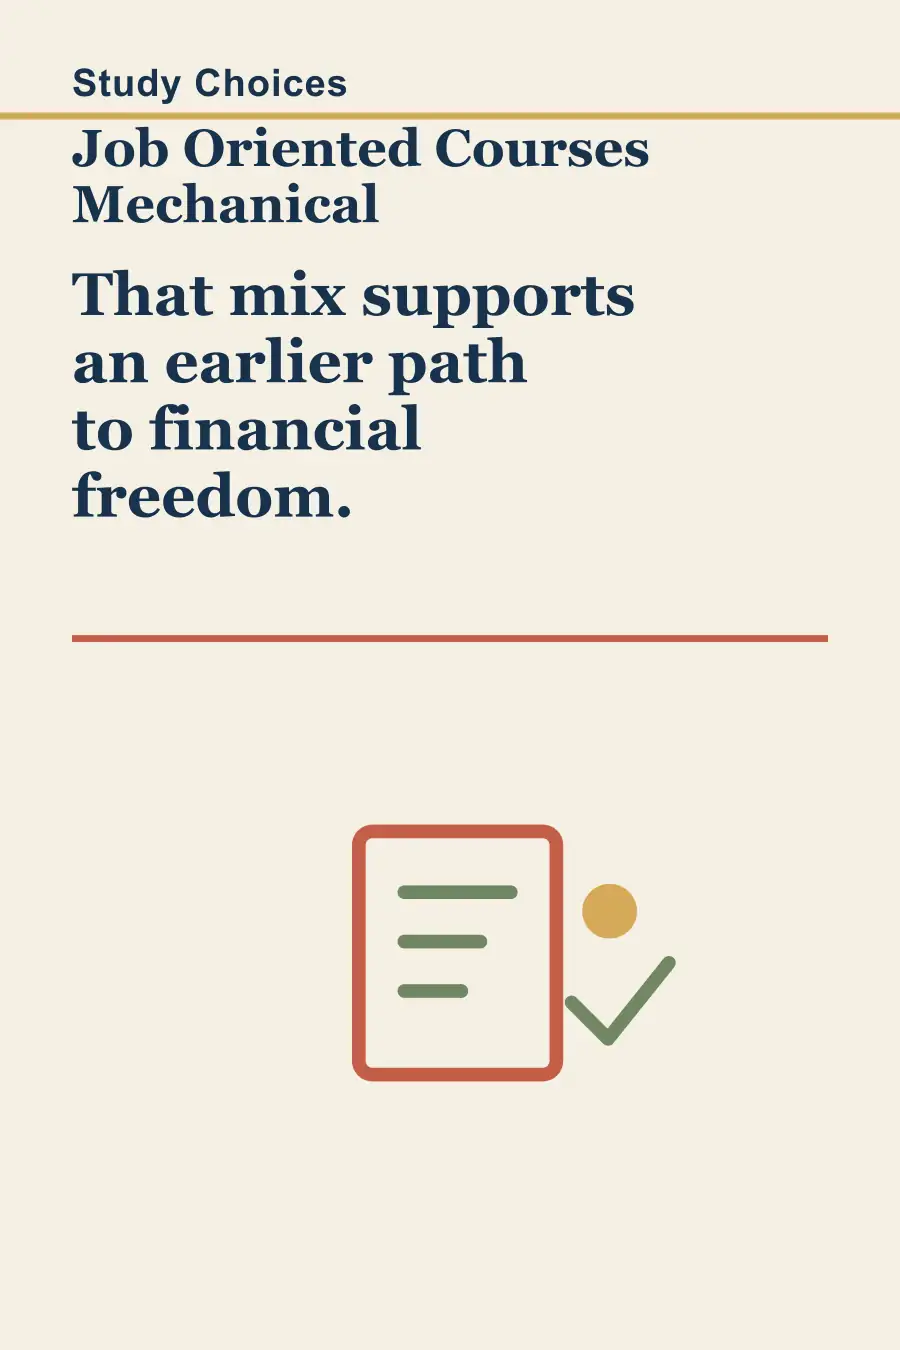 Study Choices
Job Oriented Courses
Mechanical
That mix supports
an earlier path
to financial
freedom.